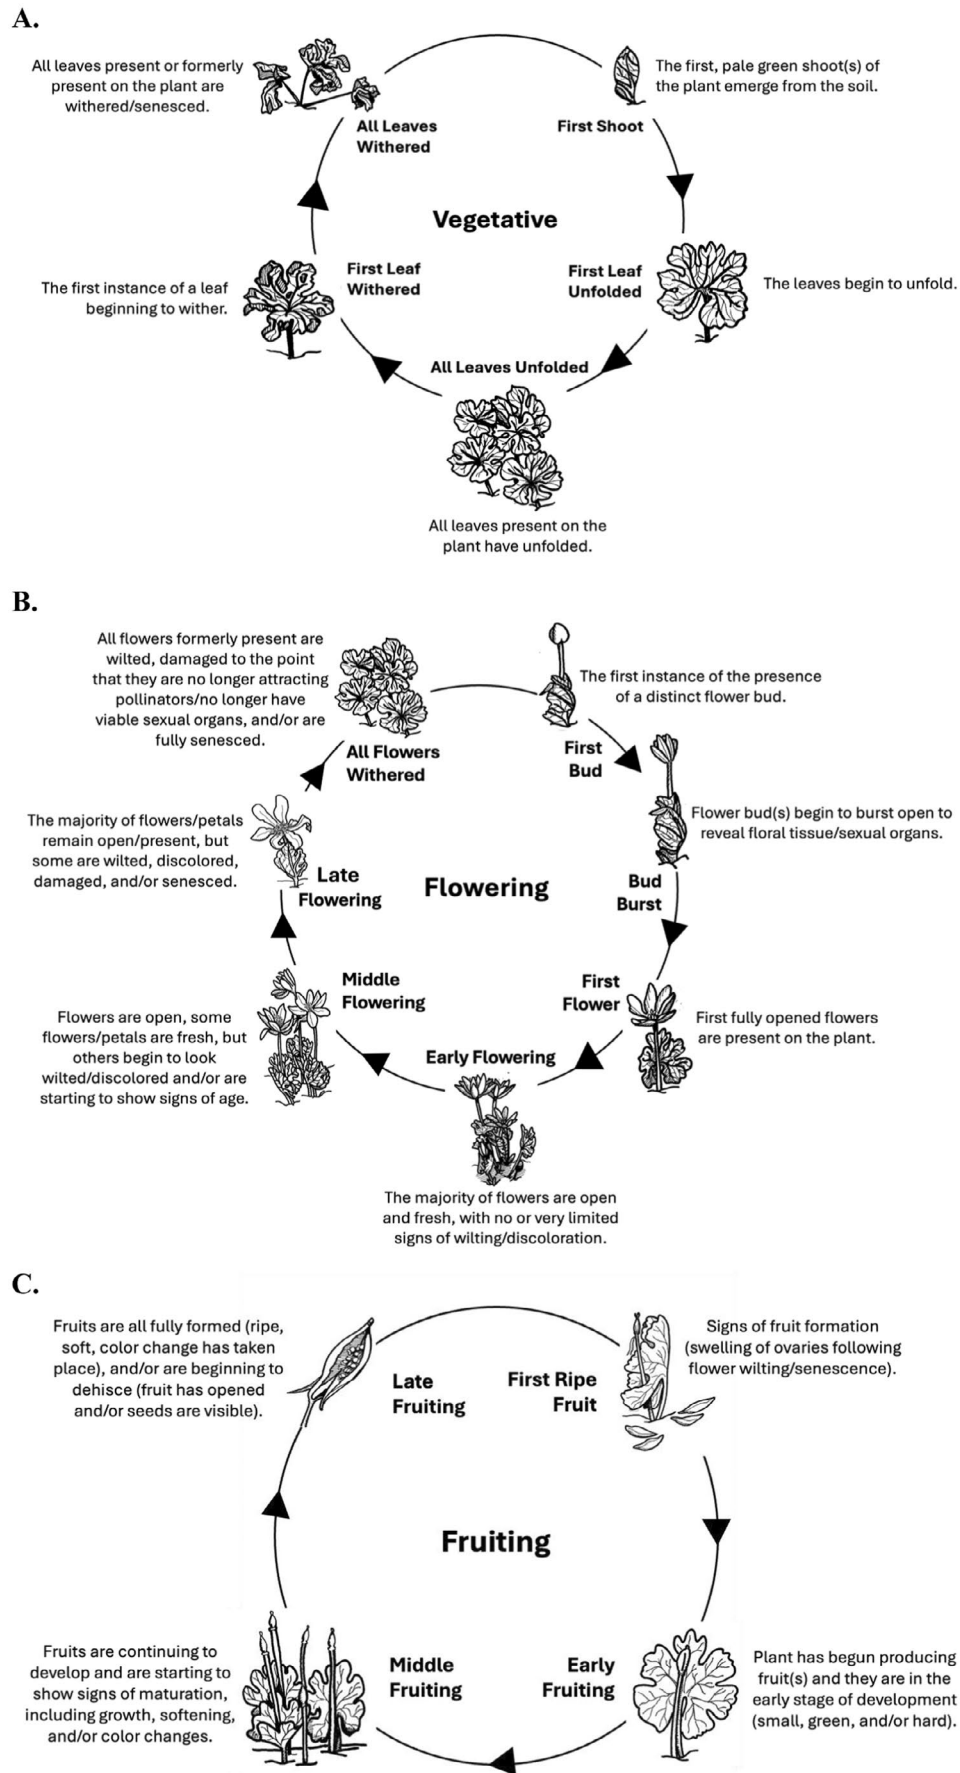 A.
All leaves present or formerly
present on the plant are
withered/senesced.
All Leaves
Withered
The first, pale green shoot(s) of
the plant emerge from the soil.
First Shoot
Vegetative
The first instance of a leaf
beginning to wither.
First Leaf
Withered
First Leaf
Unfolded
The leaves begin to unfold.
All Leaves Unfolded
All leaves present on the
plant have unfolded.
B.
All flowers formerly present are
wilted, damaged to the point
that they are no longer attracting
pollinators/no longer have
viable sexual organs, and/or are
fully senesced.
All Flowers
Withered
The first instance of the presence
of a distinct flower bud.
First
Bud
Flower bud(s) begin to burst open to
reveal floral tissue/sexual organs.
Bud
Burst
The majority of flowers/petals
remain open/present, but
some are wilted, discolored,
damaged, and/or senesced.
Late
Flowering
Flowering
Middle
Flowering
Flowers are open, some
flowers/petals are fresh, but
others begin to look
wilted/discolored and/or are
starting to show signs of age.
First
Flower
First fully opened flowers
are present on the plant.
Early Flowering
The majority of flowers are open
and fresh, with no or very limited
signs of wilting/discoloration.
C.
Fruits are all fully formed (ripe,
soft, color change has taken
place), and/or are beginning to
dehisce (fruit has opened
and/or seeds are visible).
Late
Fruiting
First Ripe
Fruit
Signs of fruit formation
(swelling of ovaries following
flower wilting/senescence).
Fruiting
Fruits are continuing to
develop and are starting to
show signs of maturation,
including growth, softening,
and/or color changes.
Middle
Fruiting
Early
Fruiting
Plant has begun producing
fruit(s) and they are in the
early stage of development
(small, green, and/or hard).